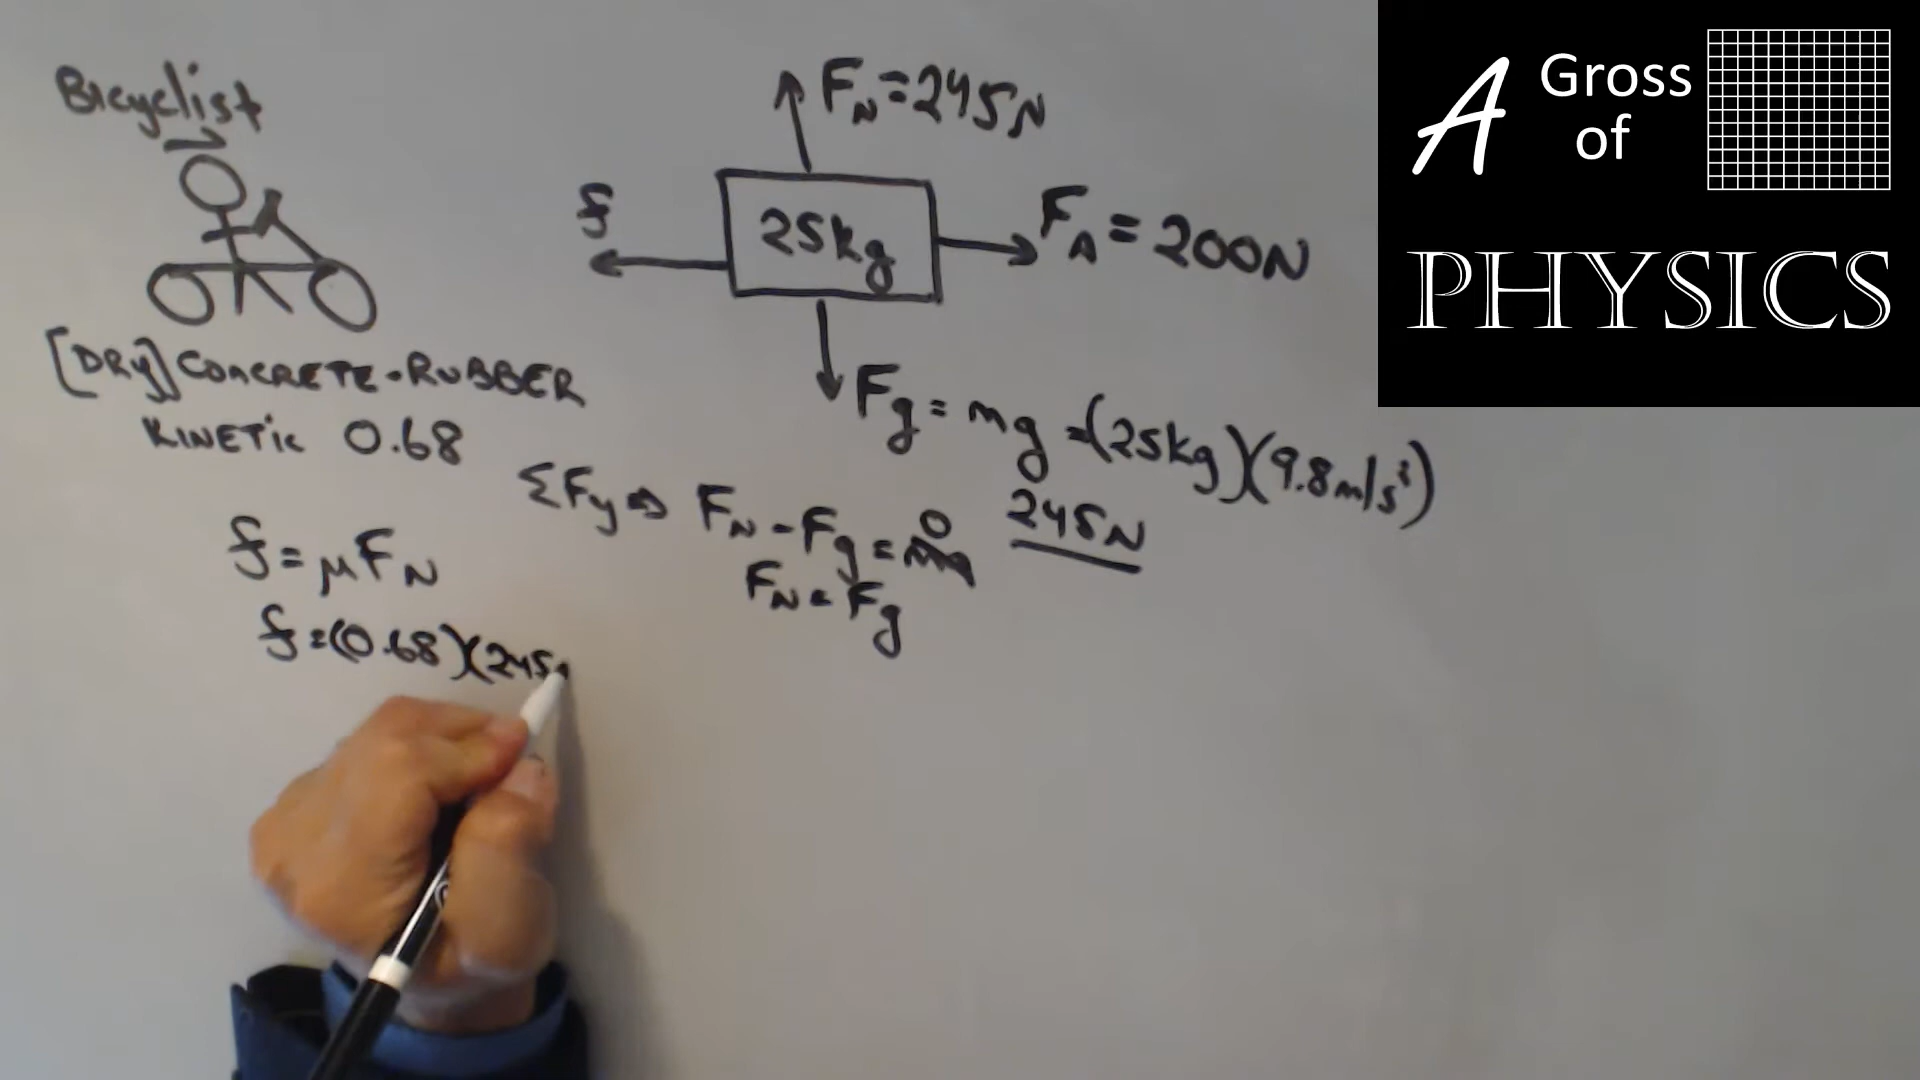 Bicyclist
[DRY] CONCRETE-RUBBER
KINETIC 0.68
f = μFN
f = (0.68)(245
FN = 245N
f
25kg
FA = 200N
Fg = mg = (25kg)(9.8m/s²)
245N
ΣFy ⇒ FN - Fg = 0
FN = Fg
A Gross
of
PHYSICS